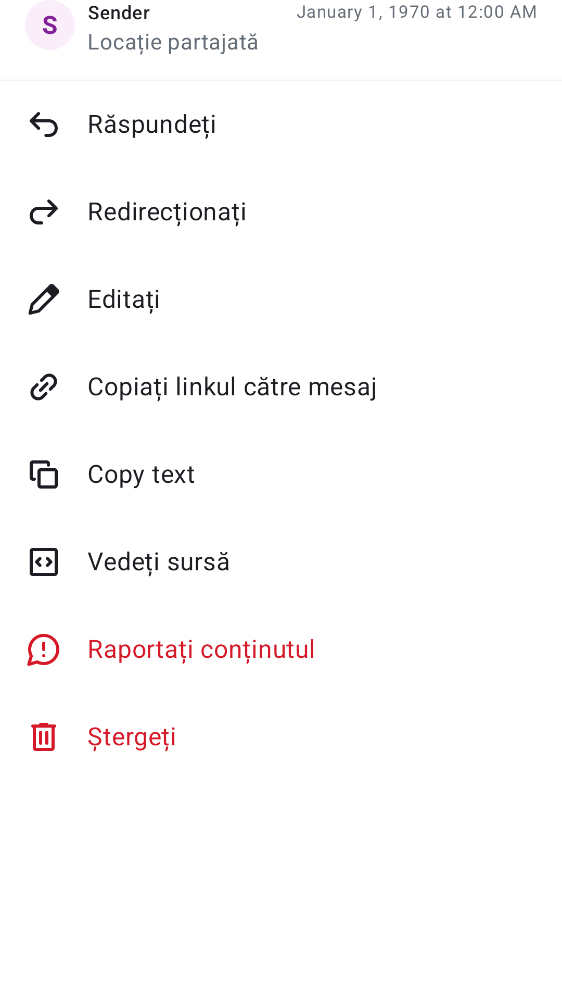 S
Sender
January 1, 1970 at 12:00 AM
Locație partajată
Răspundeți
Redirecționați
Editați
Copiați linkul către mesaj
Copy text
Vedeți sursă
Raportați conținutul
Ștergeți